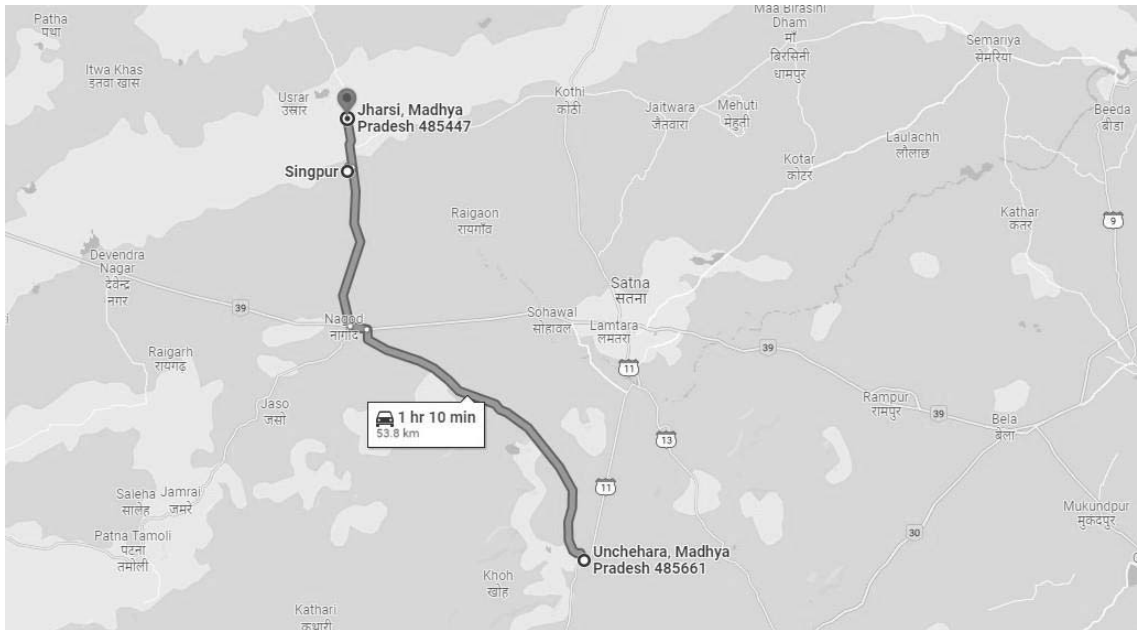 Patha
पथा
Itwa Khas
इतवा खास
Usrar
उस्रार
Jharsi, Madhya
Pradesh 485447
Singpur
Kothi
कोठी
Jaitwara
जैतवारा
Mehuti
मेहुती
Maa Birasini
Dham
माँ
बिरसिनी
धामपुर
Semariya
सेमरिया
Beeda
बीडा
Laulachh
लौलाछ
Kotar
कोटर
Kathar
कतर
9
Raigaon
रायगाँव
Devendra
Nagar
देवेन्द्र
नगर
39
Nagod
नागौद
Satna
सतना
Sohawal
सोहावल
Lamtara
लमतरा
11
39
Raigarh
रायगढ़
Jaso
जसो
1 hr 10 min
53.8 km
13
Rampur
रामपुर
39
Bela
बेला
11
Saleha
सालेह
Jamrai
जमरे
Patna Tamoli
पटना
तमोली
Mukundpur
मुकुंदपुर
30
Unchehara, Madhya
Pradesh 485661
Khoh
खोह
Kathari
कथारी